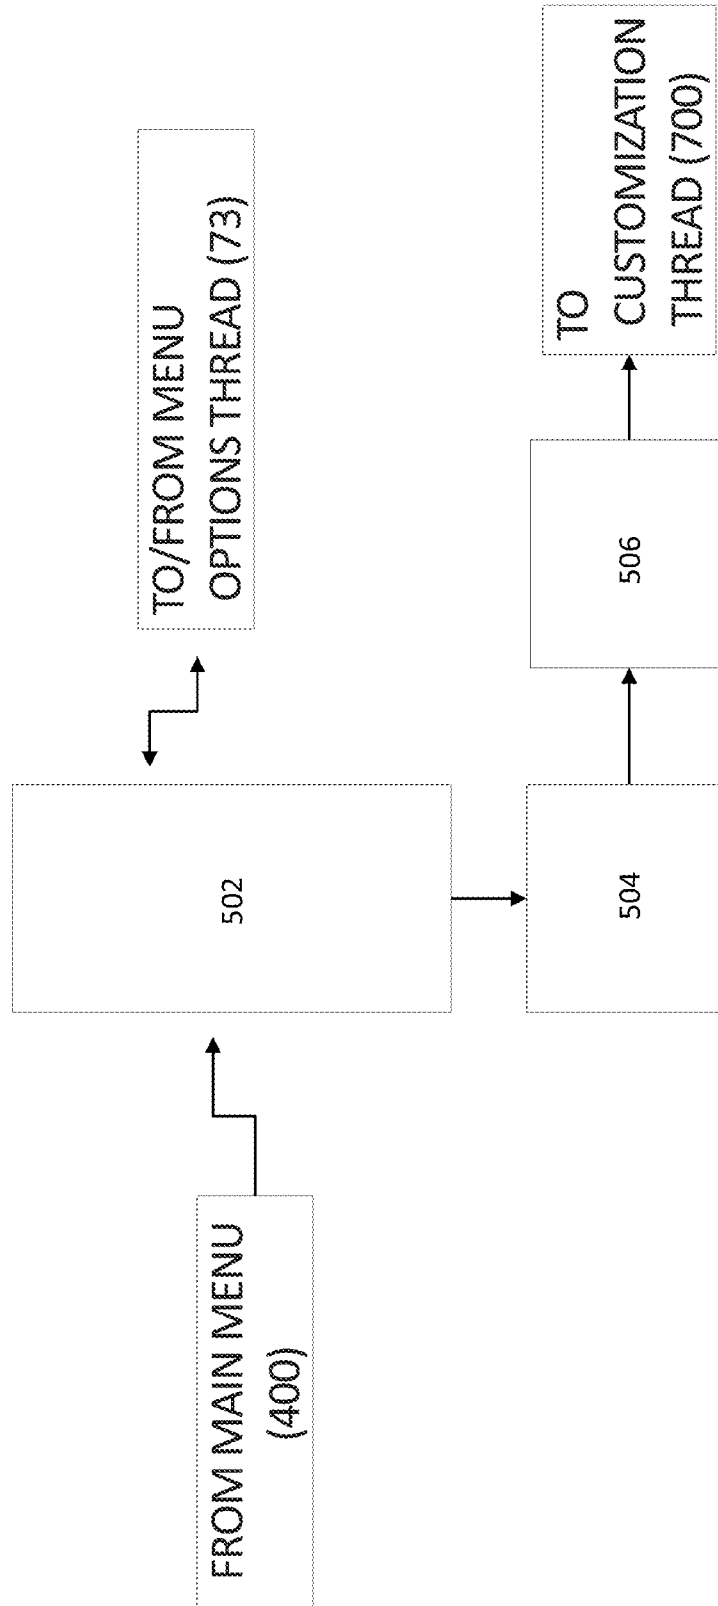 FROM MAIN MENU
(400)
502
TO/FROM MENU
OPTIONS THREAD (73)
504
506
TO
CUSTOMIZATION
THREAD (700)